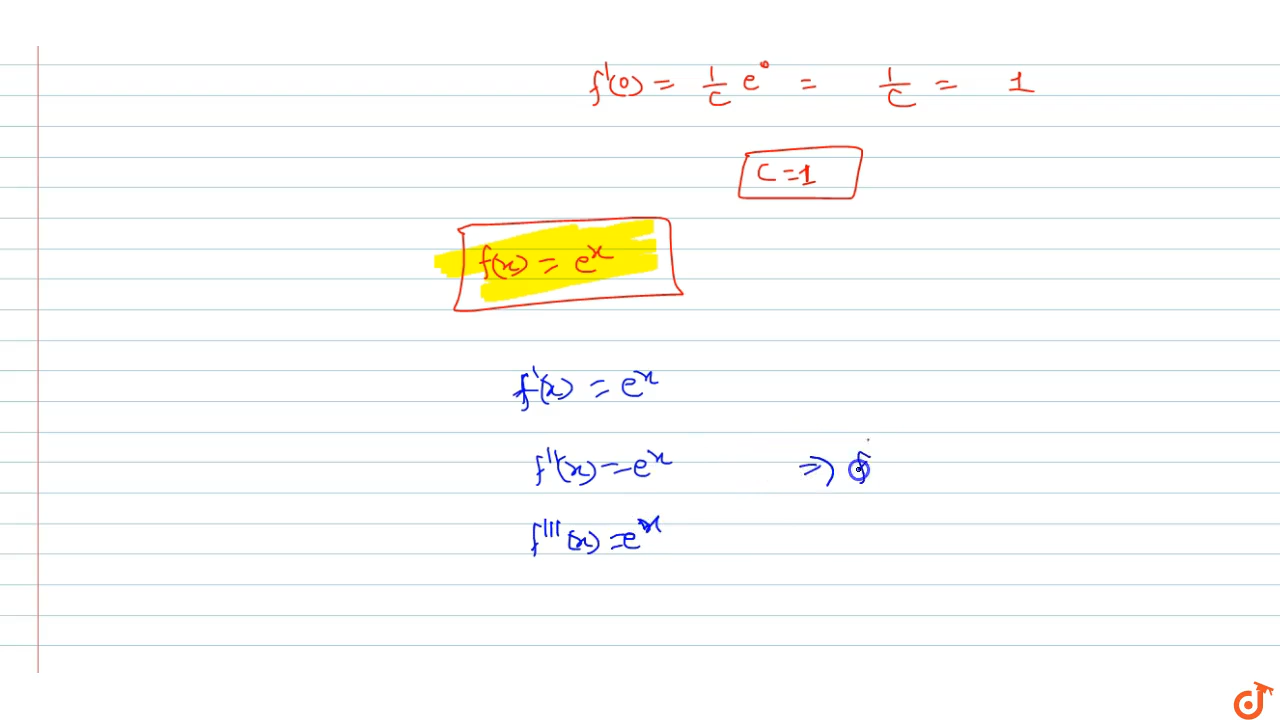 f'(0) = 1/C e⁰ = 1/C = 1
C = 1
f(x) = eˣ
f'(x) = eˣ
f''(x) = eˣ ⇒ f
f'''(x) = eˣ